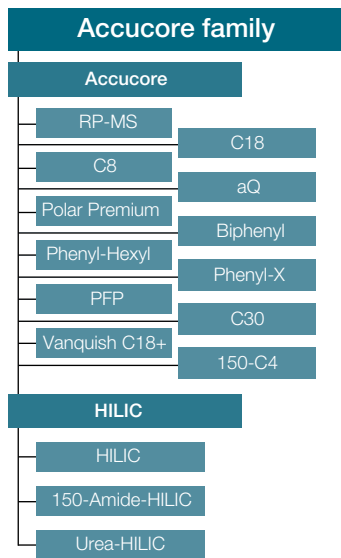 Accucore family
Accucore
RP-MS
C18
C8
aQ
Polar Premium
Biphenyl
Phenyl-Hexyl
Phenyl-X
PFP
C30
Vanquish C18+
150-C4
HILIC
HILIC
150-Amide-HILIC
Urea-HILIC